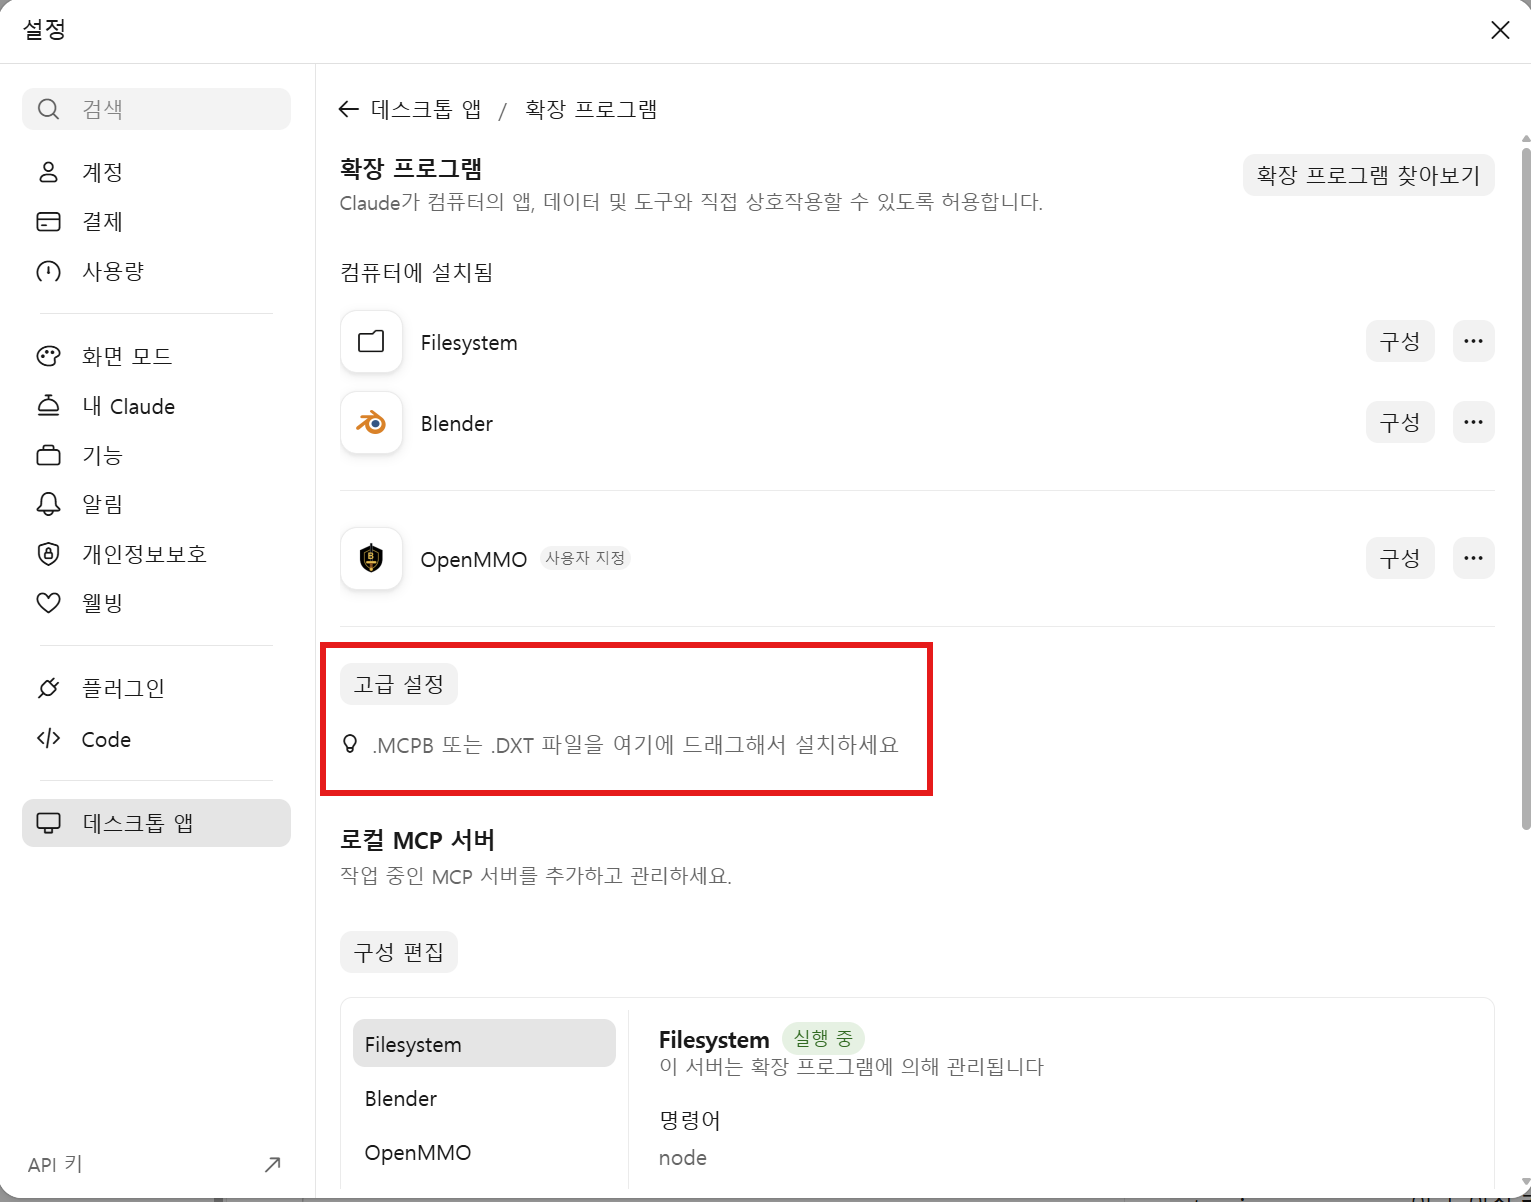 설정
검색
계정
결제
사용량
화면 모드
내 Claude
기능
알림
개인정보보호
웰빙
플러그인
Code
데스크톱 앱
API 키
데스크톱 앱 / 확장 프로그램
확장 프로그램
Claude가 컴퓨터의 앱, 데이터 및 도구와 직접 상호작용할 수 있도록 허용합니다.
확장 프로그램 찾아보기
컴퓨터에 설치됨
Filesystem 구성
Blender 구성
OpenMMO 사용자 지정 구성
고급 설정
.MCPB 또는 .DXT 파일을 여기에 드래그해서 설치하세요
로컬 MCP 서버
작업 중인 MCP 서버를 추가하고 관리하세요.
구성 편집
Filesystem
Blender
OpenMMO
Filesystem 실행 중
이 서버는 확장 프로그램에 의해 관리됩니다
명령어
node